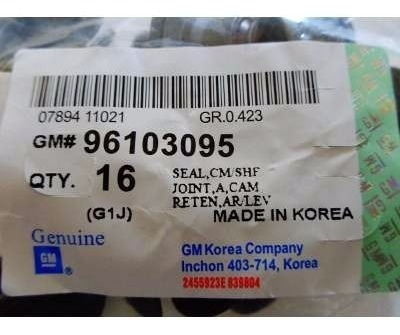 07894 11021 GR.0.423
GM# 96103095
QTY. 16
SEAL,CM/SHF
JOINT,A,CAM
RETEN,AR/LEV
(G1J) MADE IN KOREA
Genuine
GM
GM Korea Company
Inchon 403-714, Korea
2455923E 839804